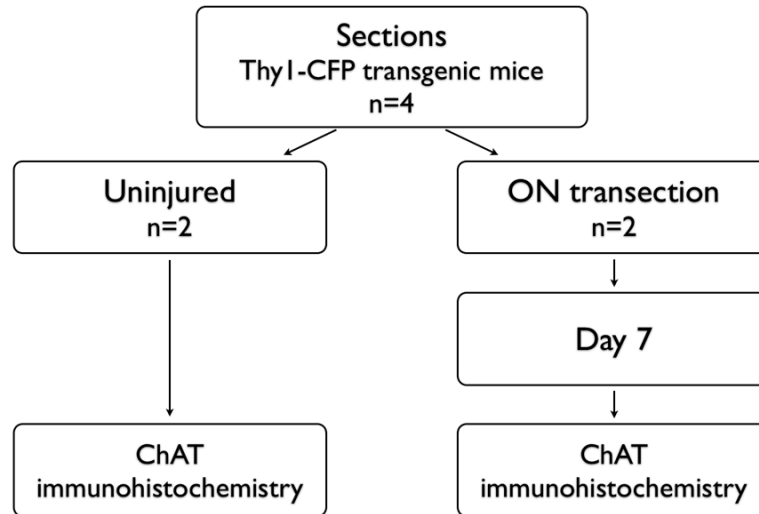 Sections
Thy1-CFP transgenic mice
n=4
Uninjured
n=2
ON transection
n=2
Day 7
ChAT
immunohistochemistry
ChAT
immunohistochemistry